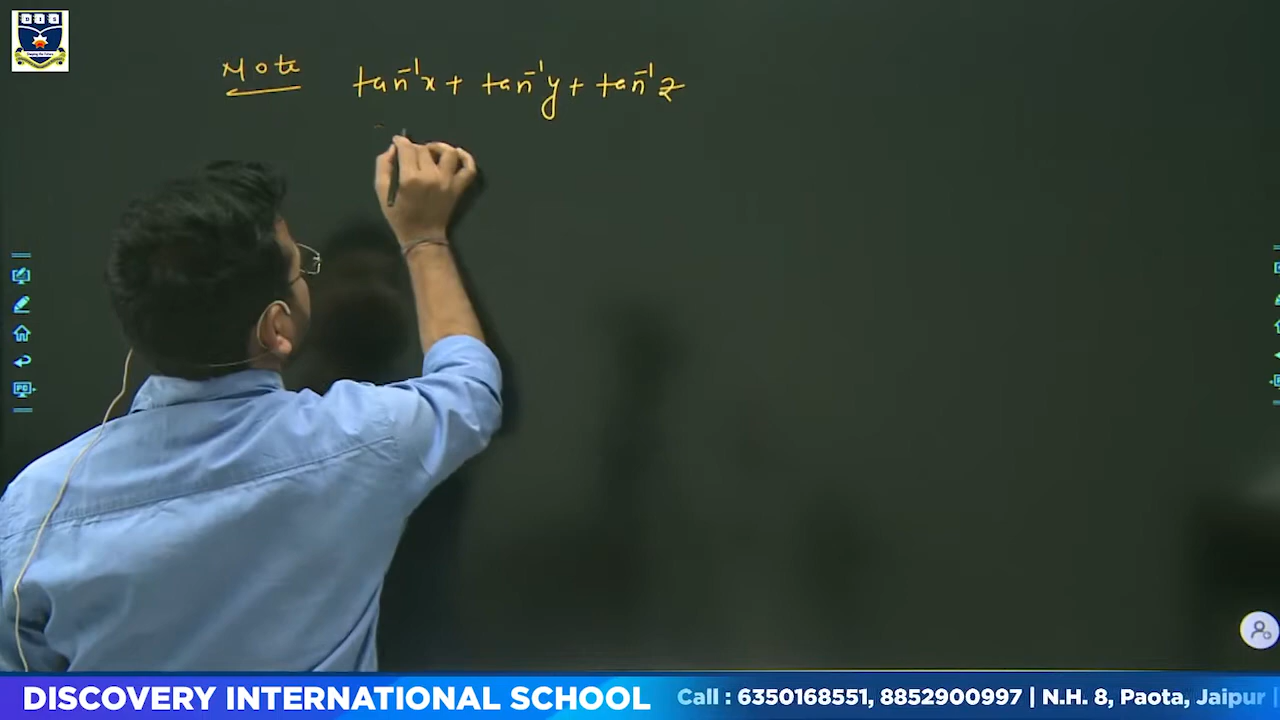 Note tan⁻¹x + tan⁻¹y + tan⁻¹z
DISCOVERY INTERNATIONAL SCHOOL Call : 6350168551, 8852900997 | N.H. 8, Paota, Jaipur |